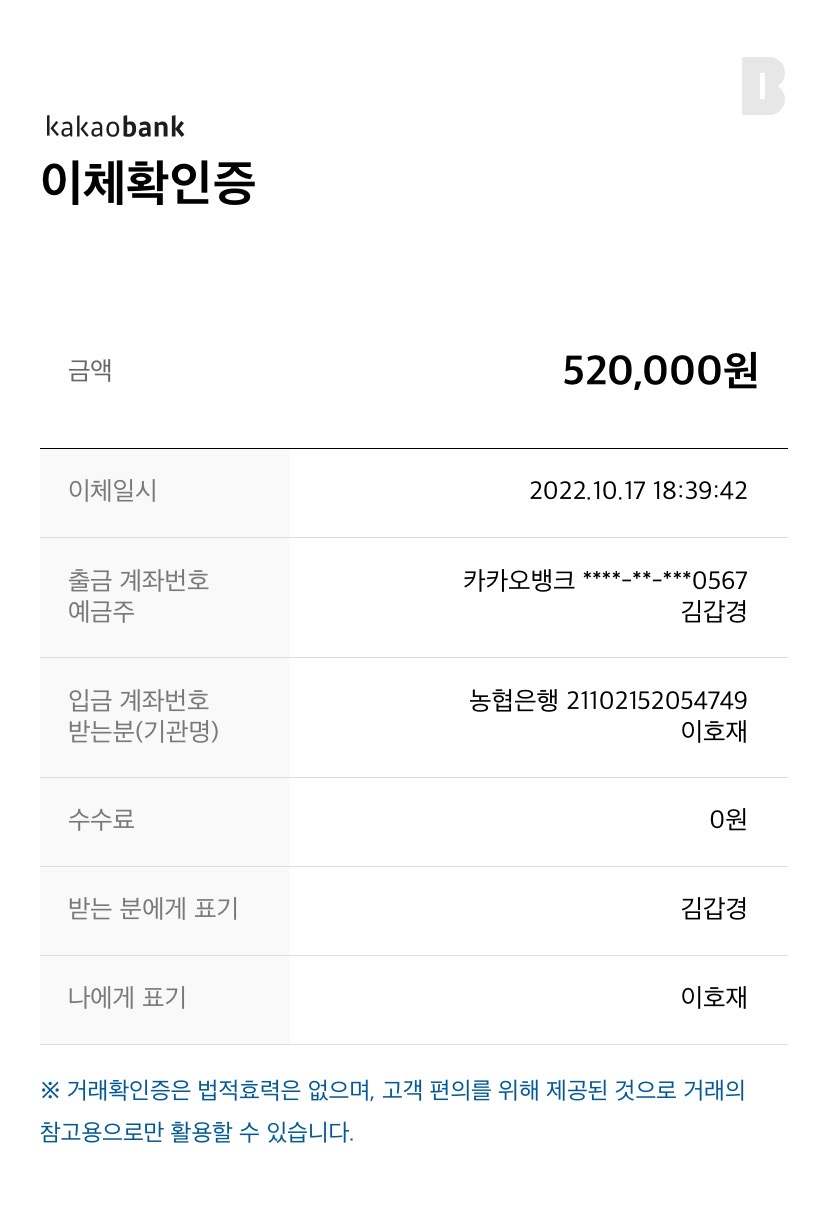 kakaobank
이체확인증
금액 520,000원
이체일시 2022.10.17 18:39:42
출금 계좌번호 카카오뱅크 ****-**-***0567
예금주 김갑경
입금 계좌번호 농협은행 21102152054749
받는분(기관명) 이호재
수수료 0원
받는 분에게 표기 김갑경
나에게 표기 이호재
※ 거래확인증은 법적효력은 없으며, 고객 편의를 위해 제공된 것으로 거래의
참고용으로만 활용할 수 있습니다.